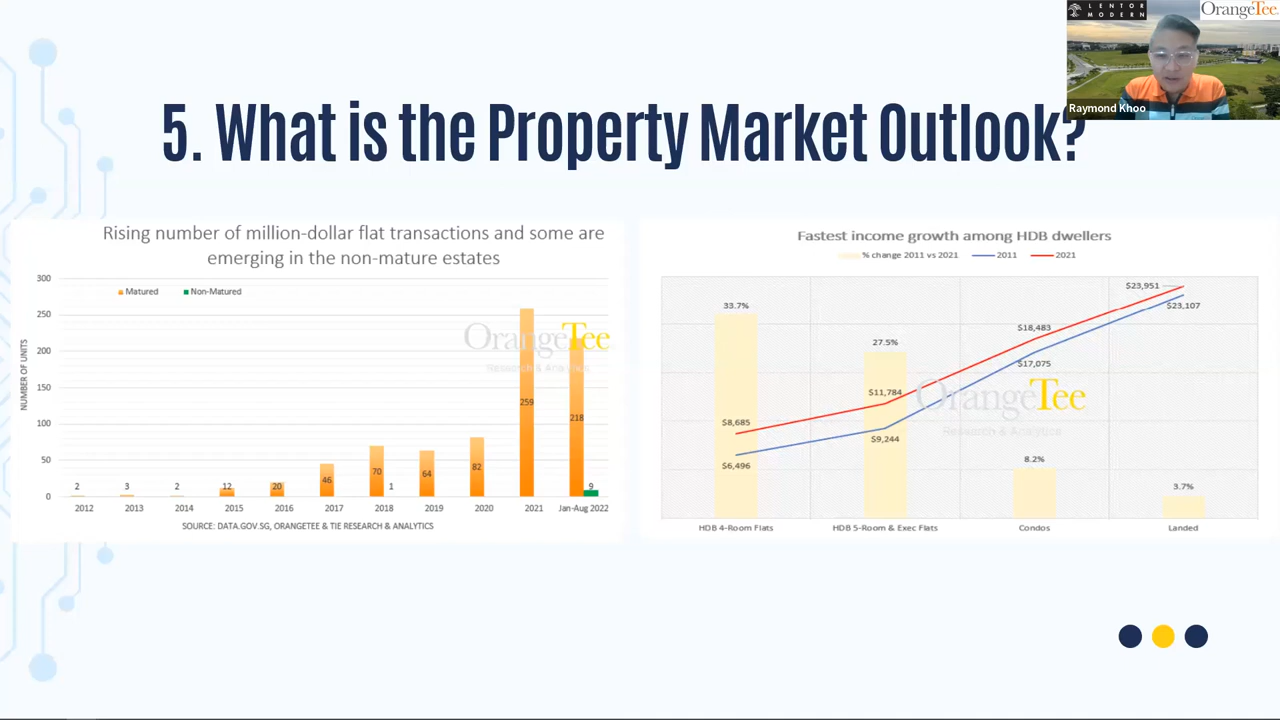 LENTOR
MODERN
OrangeTee
Raymond Khoo
5. What is the Property Market Outlook?
Rising number of million-dollar flat transactions and some are
emerging in the non-mature estates
Matured
Non-Matured
NUMBER OF UNITS
300
250
200
150
100
50
0
2
3
2
12
20
46
70
1
64
82
259
218
9
2012
2013
2014
2015
2016
2017
2018
2019
2020
2021
Jan-Aug 2022
SOURCE: DATA.GOV.SG, ORANGETEE & TIE RESEARCH & ANALYTICS
OrangeTee
Research & Analytics
Fastest income growth among HDB dwellers
% change 2011 vs 2021
2011
2021
33.7%
27.5%
8.2%
3.7%
$8,685
$11,784
$18,483
$23,951
$6,496
$9,244
$17,075
$23,107
OrangeTee
Research & Analytics
HDB 4-Room Flats
HDB 5-Room & Exec Flats
Condos
Landed